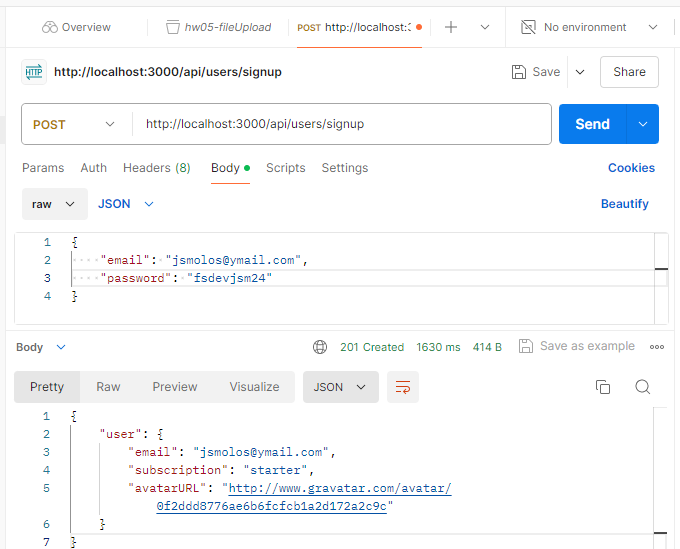 Overview
hw05-fileUpload
POST http://localhost:3
No environment
HTTP
http://localhost:3000/api/users/signup
Save
Share
POST
http://localhost:3000/api/users/signup
Send
Params Auth Headers (8) Body Scripts Settings
Cookies
raw JSON
Beautify
1 {
2 "email": "jsmolos@ymail.com",
3 "password": "fsdevjsm24"
4 }
Body
201 Created 1630 ms 414 B
Save as example
Pretty Raw Preview Visualize JSON
1 {
2 "user": {
3 "email": "jsmolos@ymail.com",
4 "subscription": "starter",
5 "avatarURL": "http://www.gravatar.com/avatar/
0f2ddd8776ae6b6fcfcb1a2d172a2c9c"
6 }
7 }